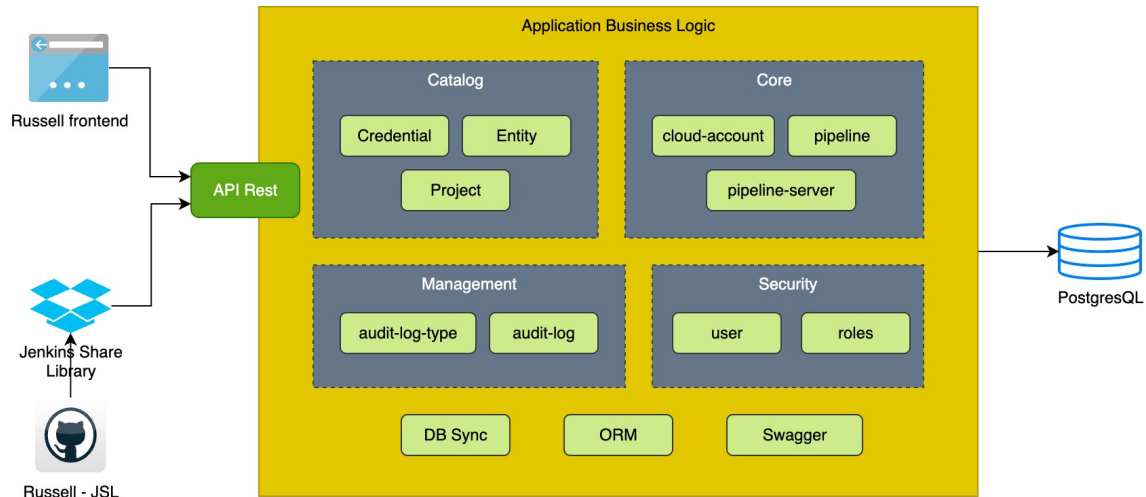 Application Business Logic
Russell frontend
API Rest
Catalog
Credential
Entity
Project
Core
cloud-account
pipeline
pipeline-server
Management
audit-log-type
audit-log
Security
user
roles
DB Sync
ORM
Swagger
PostgresQL
Jenkins Share
Library
Russell - JSL